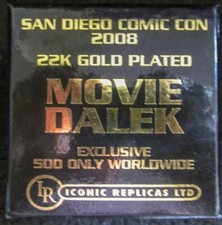 SAN DIEGO COMIC CON
2008
22K GOLD PLATED
MOVIE
DALEK
EXCLUSIVE
500 ONLY WORLDWIDE
IR ICONIC REPLICAS LTD